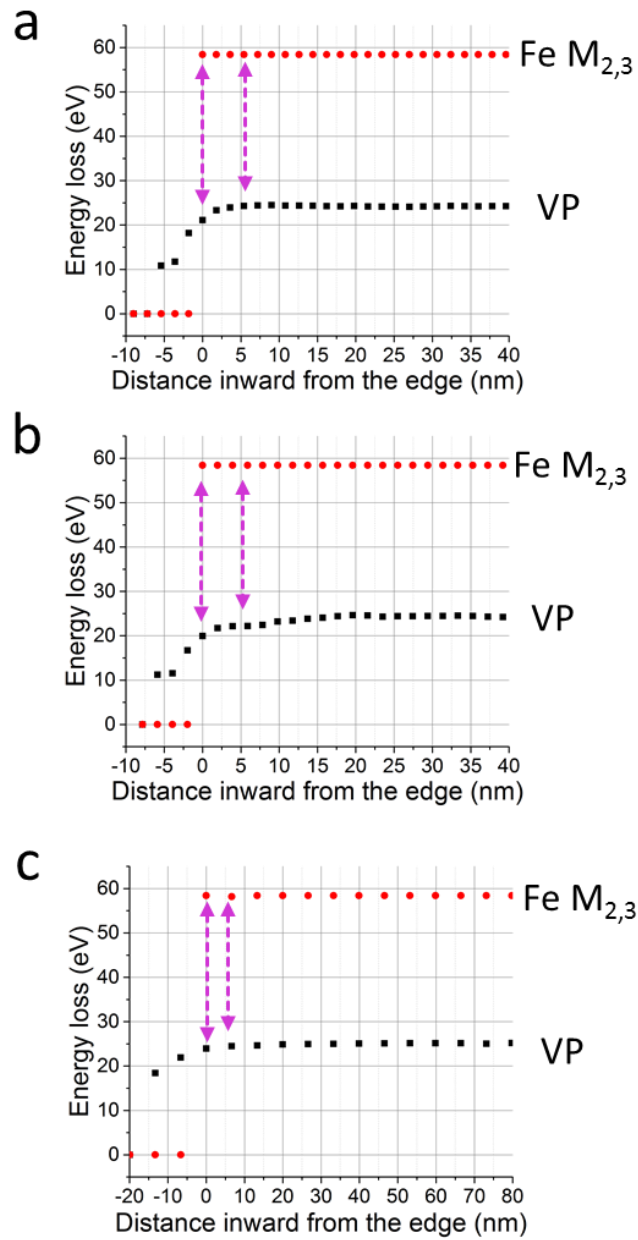 a
60
50
40
30
20
10
0
Energy loss (eV)
Fe M2,3
VP
-10 -5 0 5 10 15 20 25 30 35 40
Distance inward from the edge (nm)
b
60
50
40
30
20
10
0
Energy loss (eV)
Fe M2,3
VP
-10 -5 0 5 10 15 20 25 30 35 40
Distance inward from the edge (nm)
c
60
50
40
30
20
10
0
Energy loss (eV)
Fe M2,3
VP
-20 -10 0 10 20 30 40 50 60 70 80
Distance inward from the edge (nm)